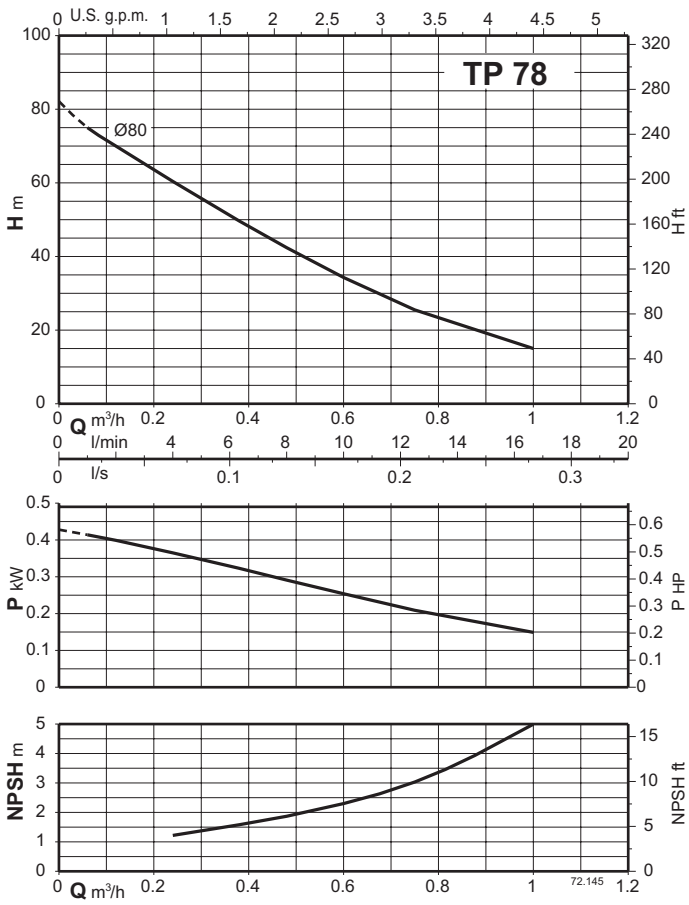 0 U.S. g.p.m. 1 1.5 2 2.5 3 3.5 4 4.5 5
TP 78
Ø80
100
80
60
40
20
0
H m
320
280
240
200
160
120
80
40
0
H ft
0 0.2 0.4 0.6 0.8 1 1.2
Q m³/h
0 l/min 4 6 8 10 12 14 16 18 20
0 l/s 0.1 0.2 0.3
0.5
0.4
0.3
0.2
0.1
0
P kW
0.6
0.5
0.4
0.3
0.2
0.1
0
P HP
5
4
3
2
1
0
NPSH m
15
10
5
0
NPSH ft
72.145
0 0.2 0.4 0.6 0.8 1 1.2
Q m³/h